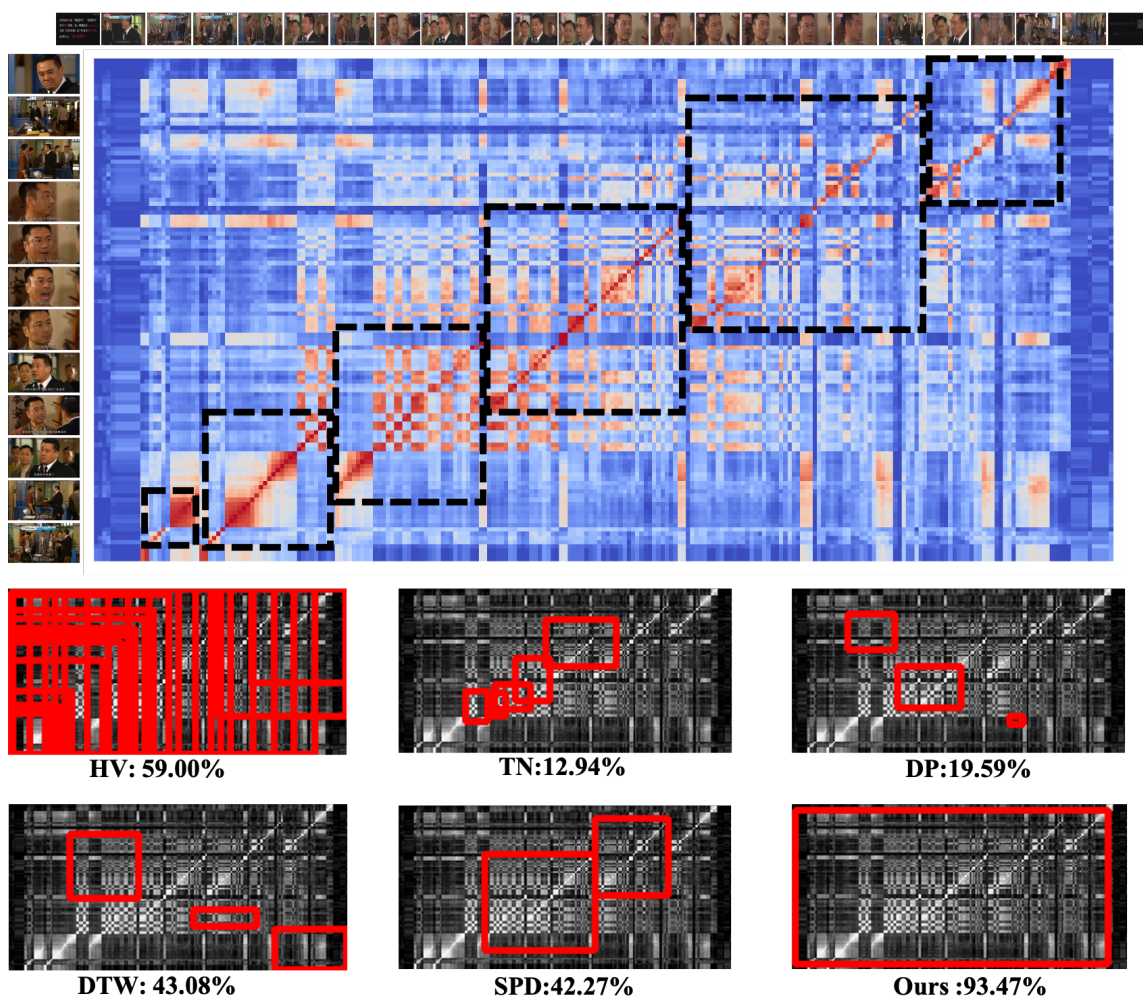 HV: 59.00%
TN:12.94%
DP:19.59%
DTW: 43.08%
SPD:42.27%
Ours :93.47%